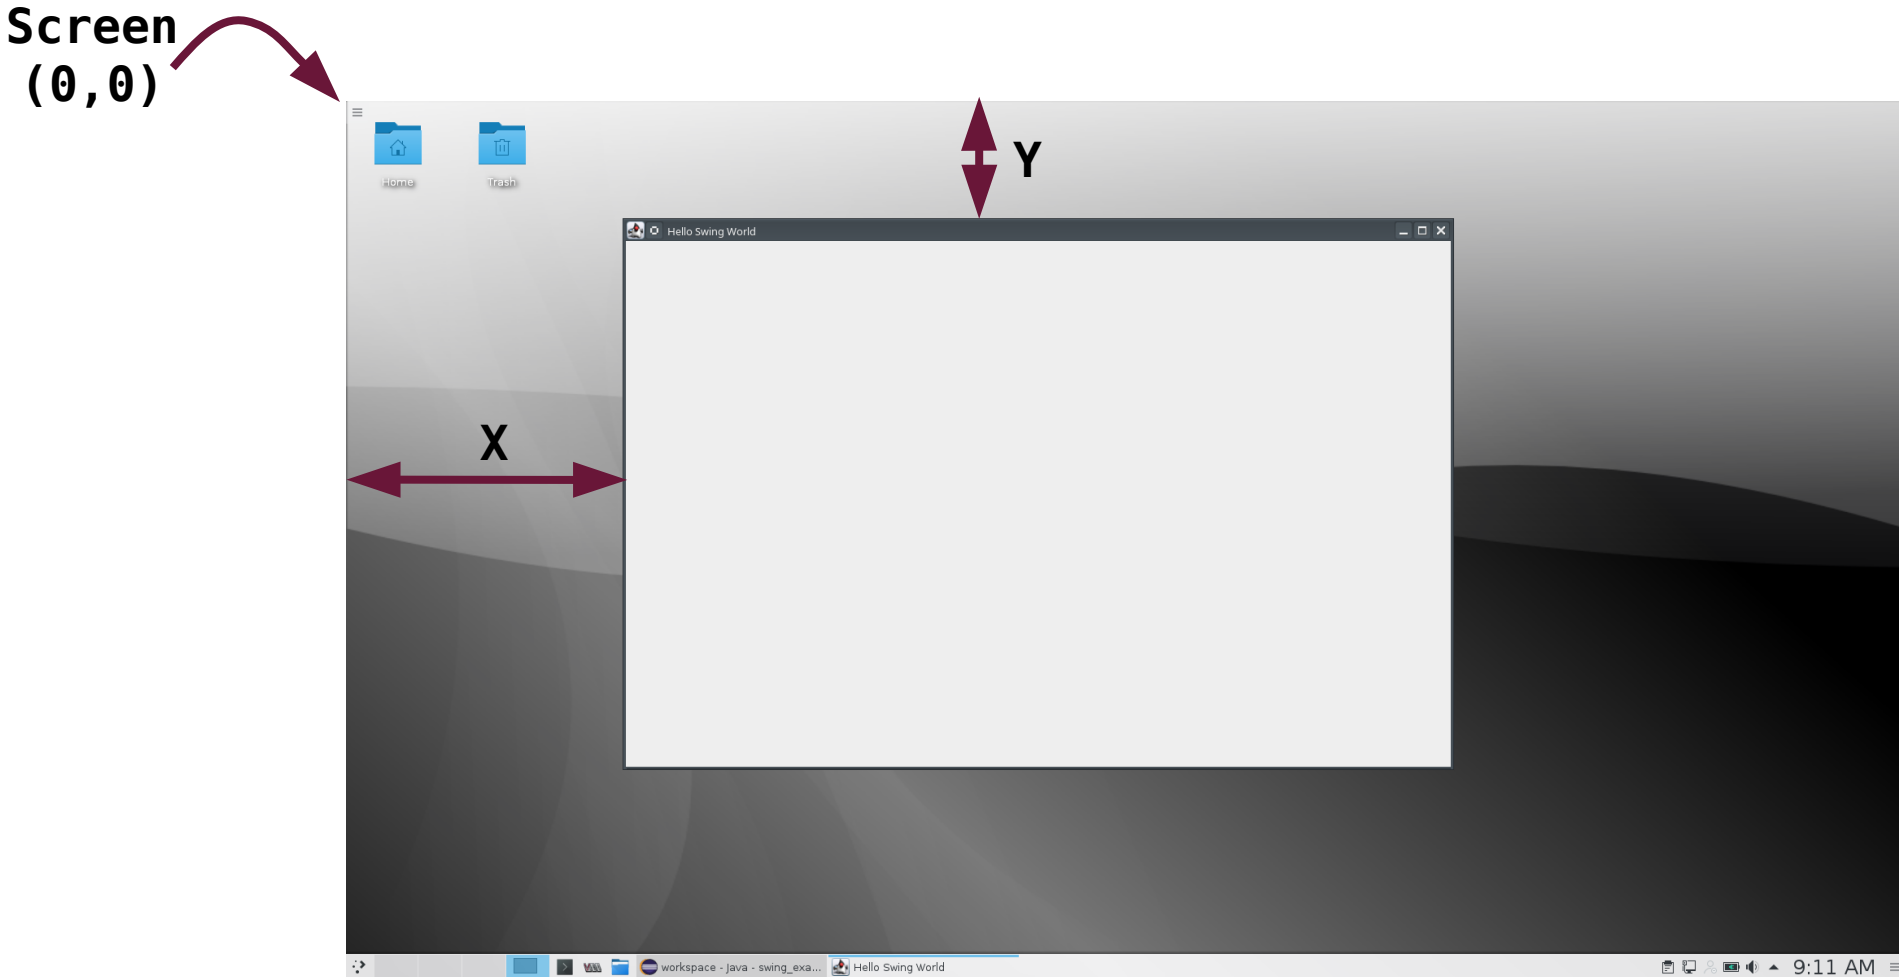 Screen
(0,0)
Home
Trash
Y
Hello Swing World
X
workspace - Java - swing_exa...
Hello Swing World
9:11 AM